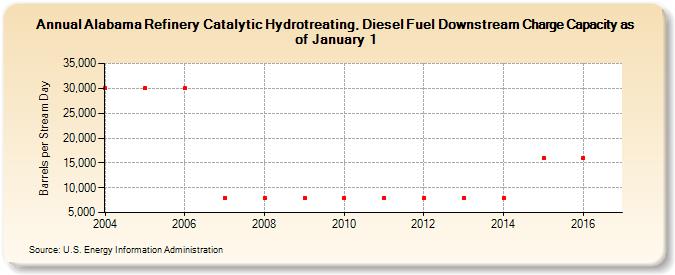 Annual Alabama Refinery Catalytic Hydrotreating, Diesel Fuel Downstream Charge Capacity as
of January 1
Barrels per Stream Day
35,000
30,000
25,000
20,000
15,000
10,000
5,000
2004 2006 2008 2010 2012 2014 2016
Source: U.S. Energy Information Administration